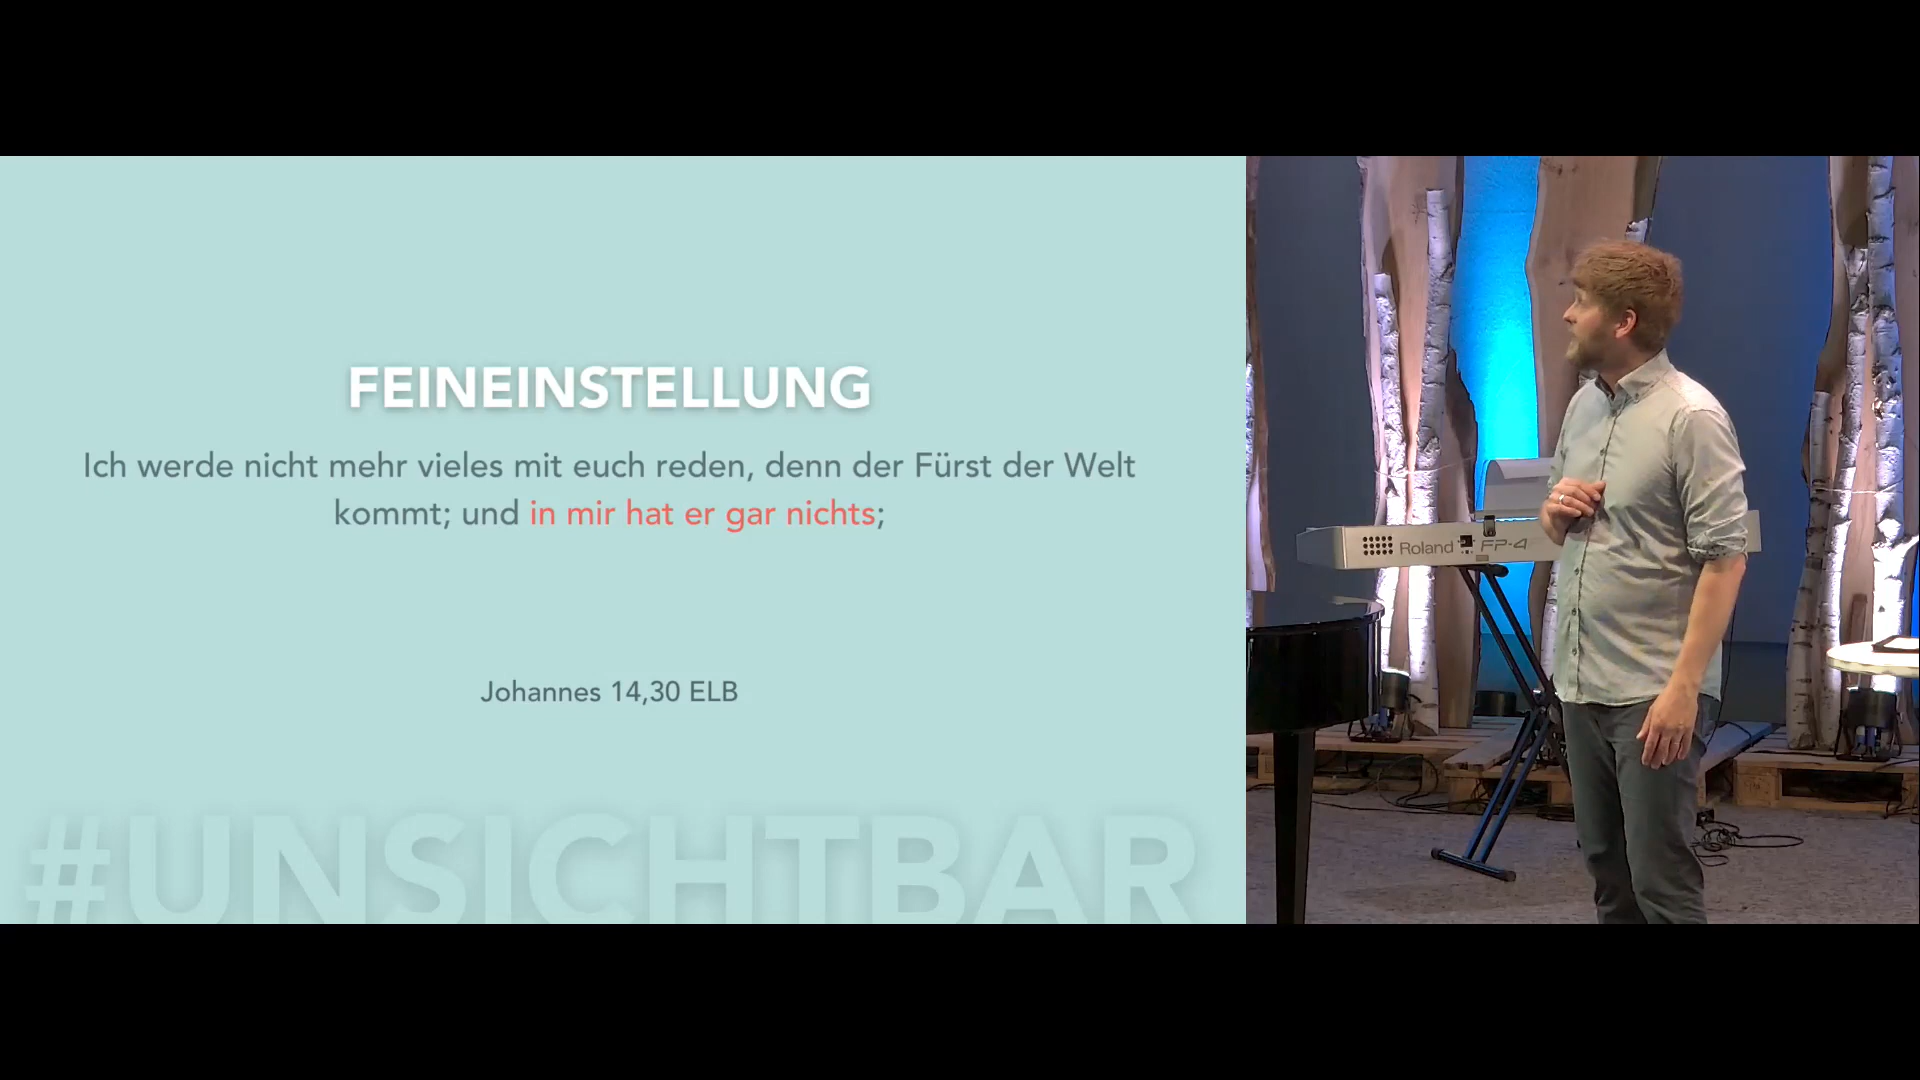 FEINEINSTELLUNG
Ich werde nicht mehr vieles mit euch reden, denn der Fürst der Welt
kommt; und in mir hat er gar nichts;
Johannes 14,30 ELB
#UNSICHTBAR
Roland FP-4